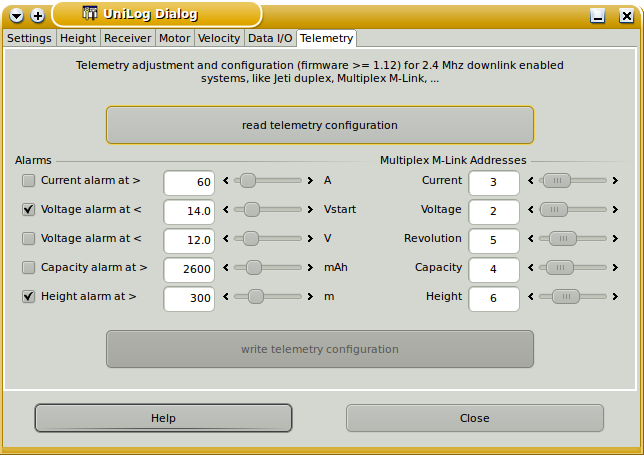 UniLog Dialog
Settings Height Receiver Motor Velocity Data I/O Telemetry
Telemetry adjustment and configuration (firmware >= 1.12) for 2.4 Mhz downlink enabled
systems, like Jeti duplex, Multiplex M-Link, ...
read telemetry configuration
Alarms Multiplex M-Link Addresses
Current alarm at > 60 A Current 3
Voltage alarm at < 14.0 Vstart Voltage 2
Voltage alarm at < 12.0 V Revolution 5
Capacity alarm at > 2600 mAh Capacity 4
Height alarm at > 300 m Height 6
write telemetry configuration
Help Close